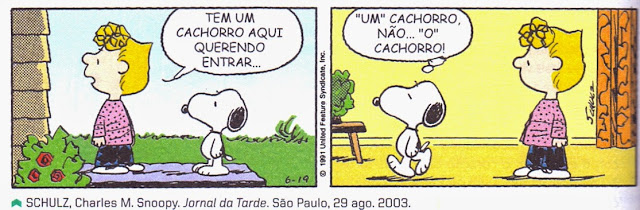 TEM UM
CACHORRO AQUI
QUERENDO
ENTRAR...
6-19
© 1991 United Feature Syndicate, Inc.
"UM" CACHORRO,
NÃO... "O"
CACHORRO!
SCHULZ
SCHULZ, Charles M. Snoopy. Jornal da Tarde. São Paulo, 29 ago. 2003.